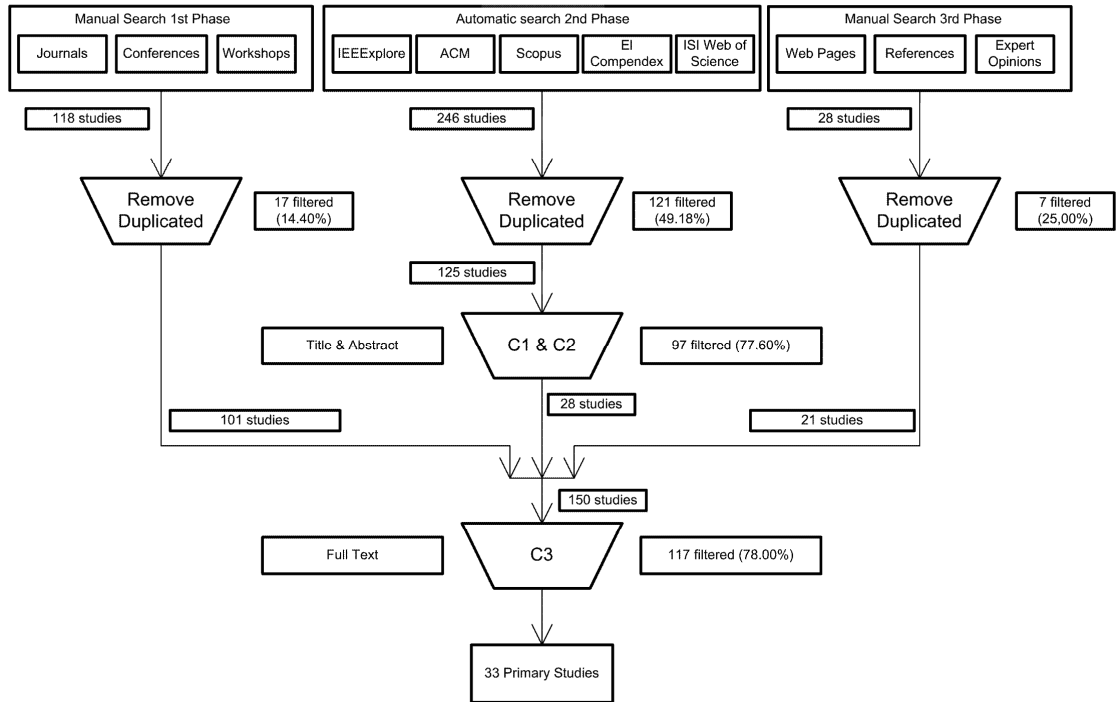 Manual Search 1st Phase
Journals
Conferences
Workshops
Automatic search 2nd Phase
IEEExplore
ACM
Scopus
EI
Compendex
ISI Web of
Science
Manual Search 3rd Phase
Web Pages
References
Expert
Opinions
118 studies
246 studies
28 studies
Remove
Duplicated
17 filtered
(14.40%)
Remove
Duplicated
121 filtered
(49.18%)
Remove
Duplicated
7 filtered
(25,00%)
125 studies
Title & Abstract
C1 & C2
97 filtered (77.60%)
28 studies
101 studies
21 studies
150 studies
Full Text
C3
117 filtered (78.00%)
33 Primary Studies